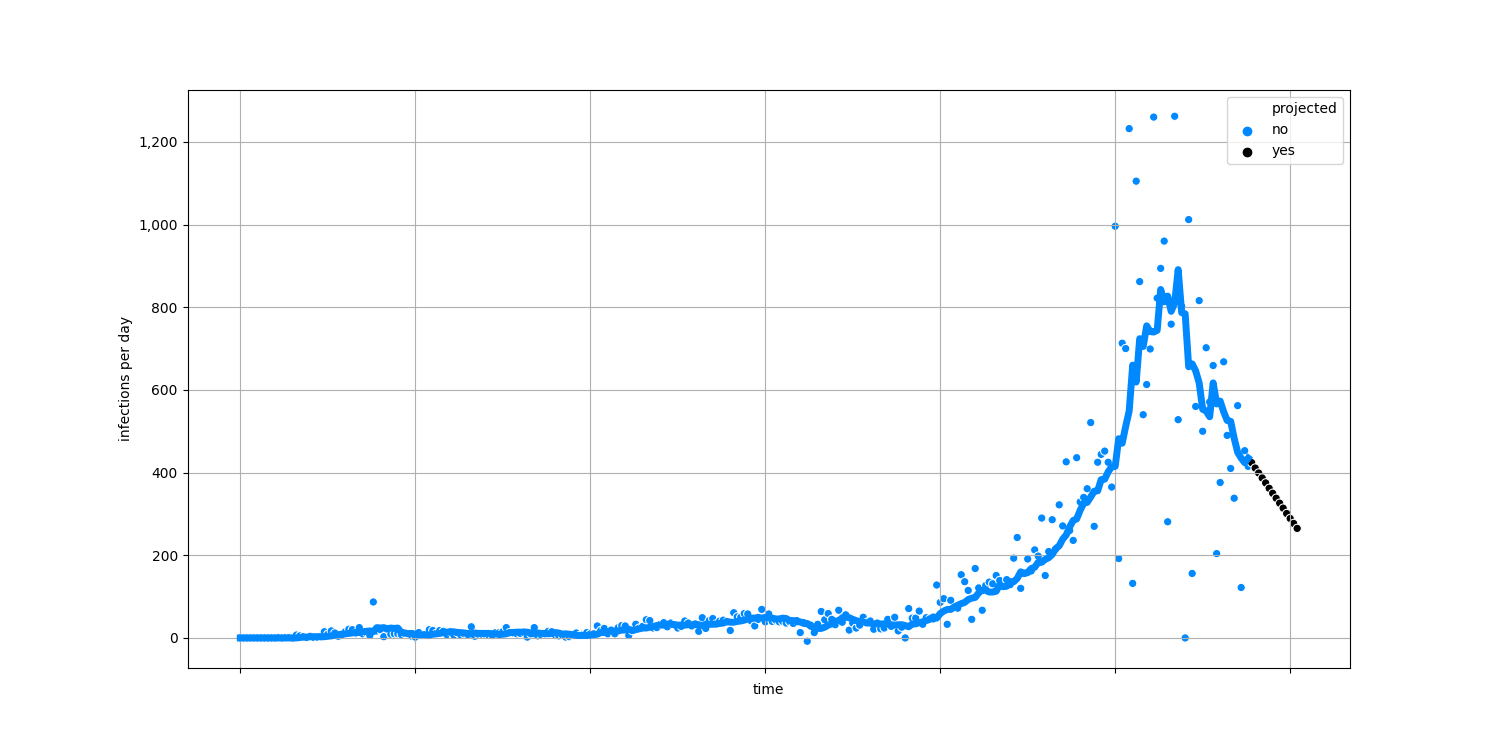 projected
no
yes
1,200
1,000
800
600
400
200
0
infections per day
time